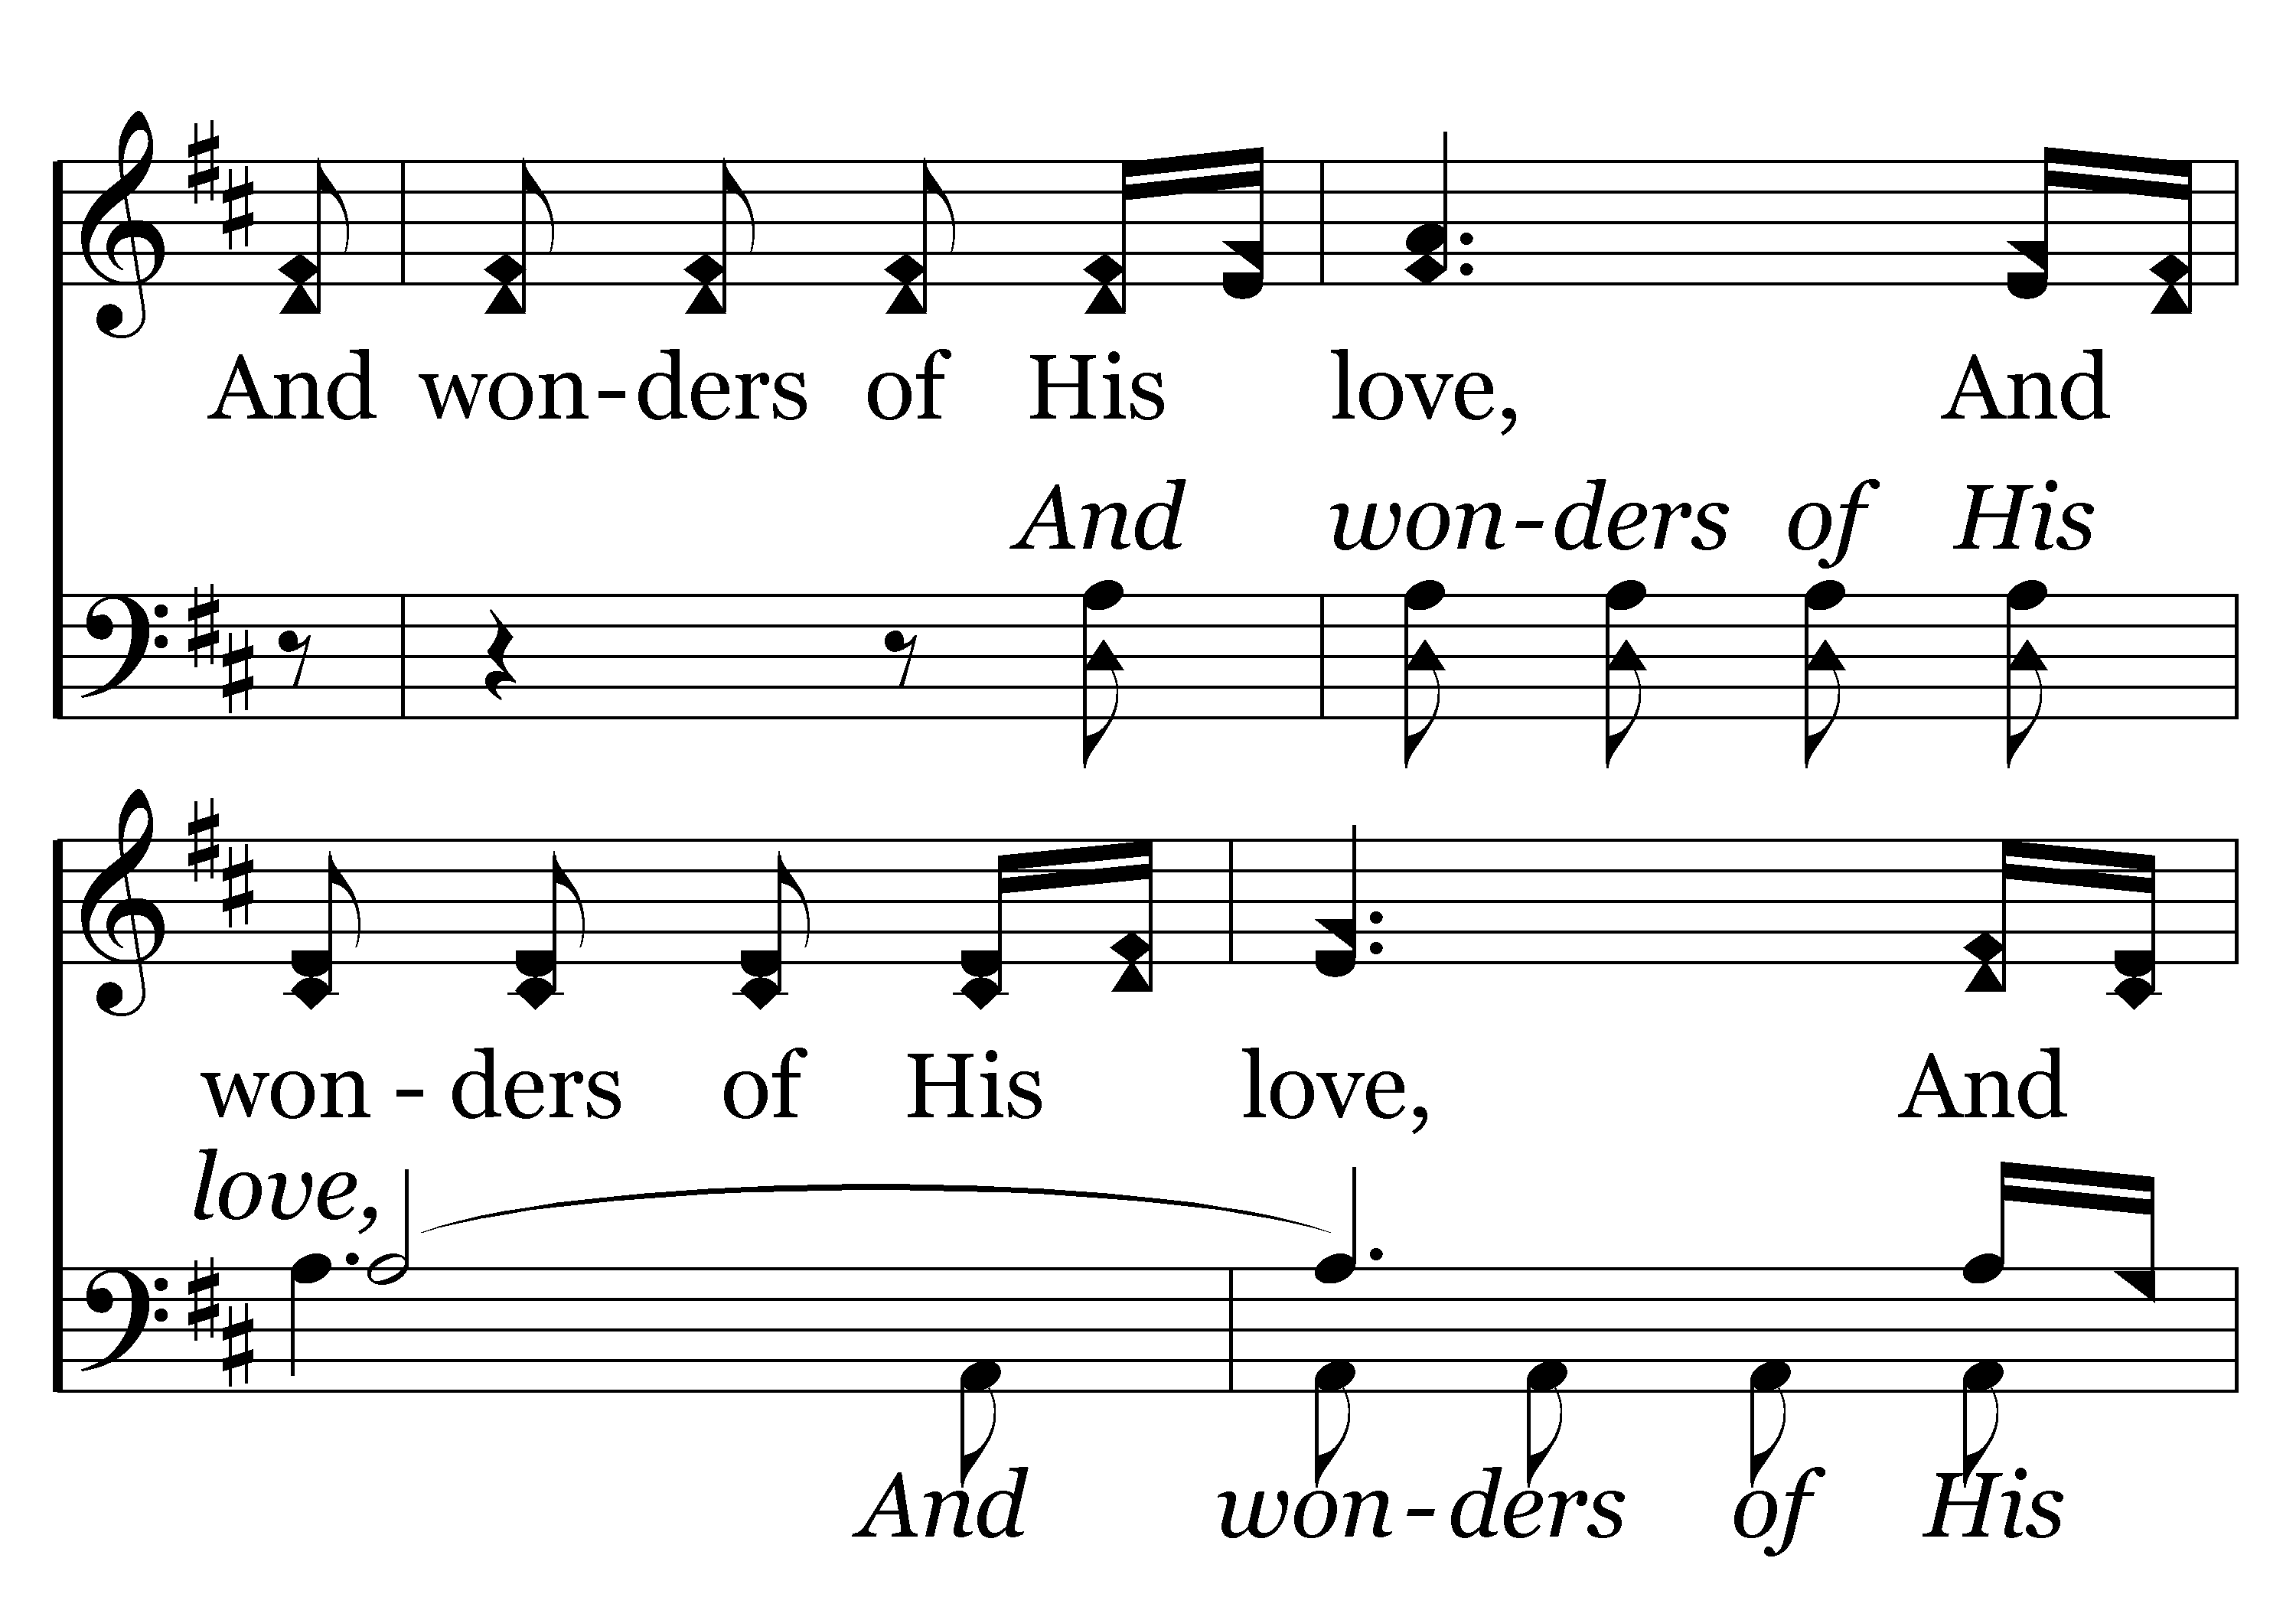 And won-ders of His love, And
And won-ders of His
won - ders of His love, And
love,
And won-ders of His